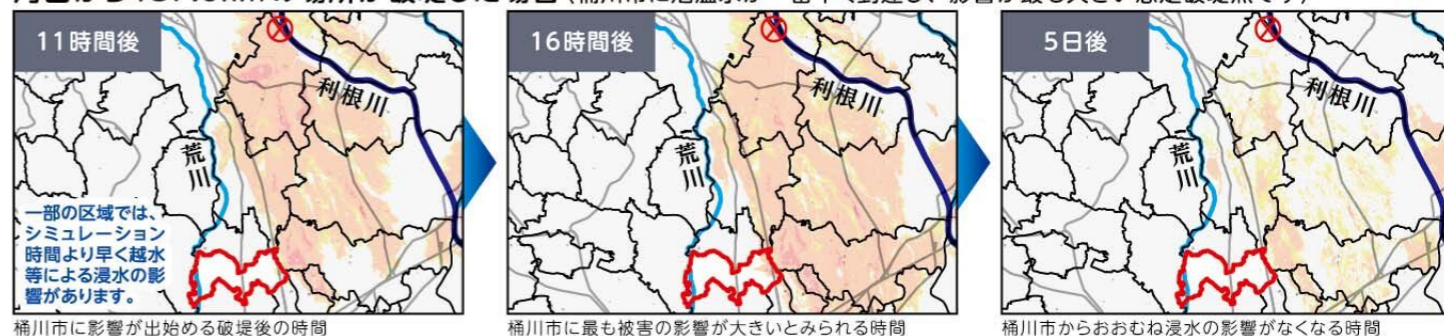 11時間後
利根川
荒川
一部の区域では、
シミュレーション
時間より早く越水
等による浸水の影
響があります。
桶川市に影響が出始める破堤後の時間
16時間後
利根川
荒川
桶川市に最も被害の影響が大きいとみられる時間
5日後
利根川
荒川
桶川市からおおむね浸水の影響がなくなる時間